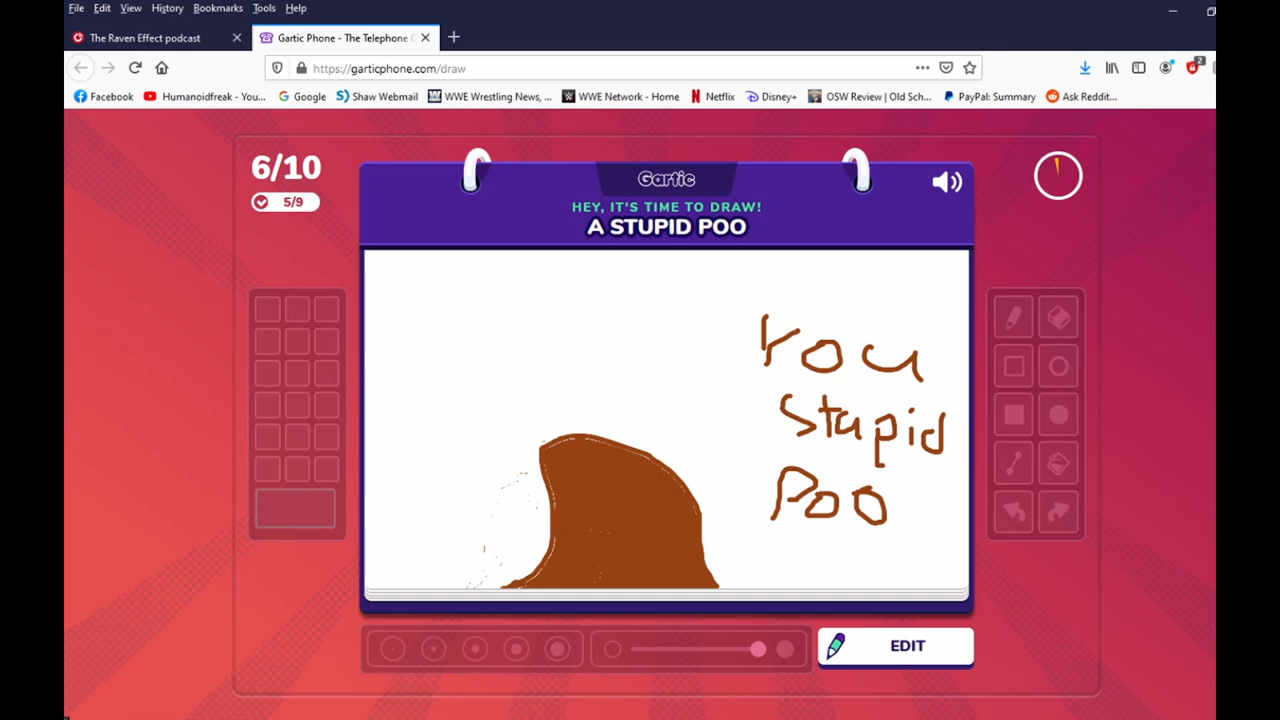 File Edit View History Bookmarks Tools Help
The Raven Effect podcast
Gartic Phone - The Telephone G
https://garticphone.com/draw
2
Facebook Humanoidfreak - You... Google Shaw Webmail WWE Wrestling News, ... WWE Network - Home Netflix Disney+ OSW Review | Old Sch... PayPal: Summary Ask Reddit...
6/10
5/9
Gartic
HEY, IT'S TIME TO DRAW!
A STUPID POO
You
stupid
Poo
EDIT